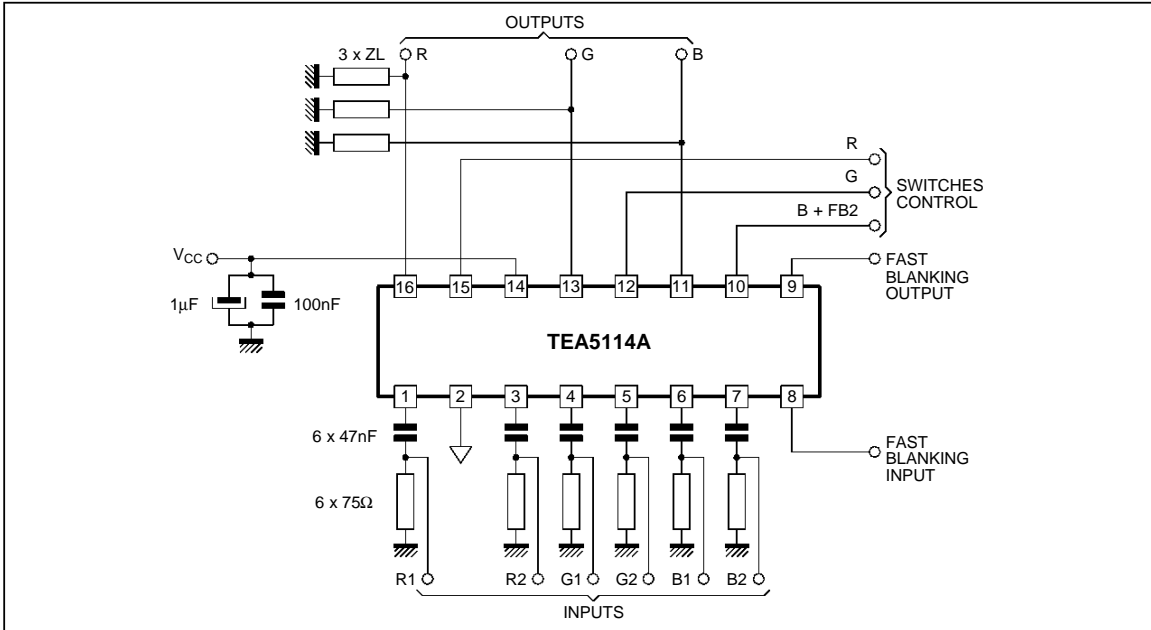 OUTPUTS
3 x ZL
R
G
B
R
G
B + FB2
SWITCHES
CONTROL
VCC
1µF
100nF
FAST
BLANKING
OUTPUT
16 15 14 13 12 11 10 9
TEA5114A
1 2 3 4 5 6 7 8
6 x 47nF
FAST
BLANKING
INPUT
6 x 75Ω
R1 R2 G1 G2 B1 B2
INPUTS